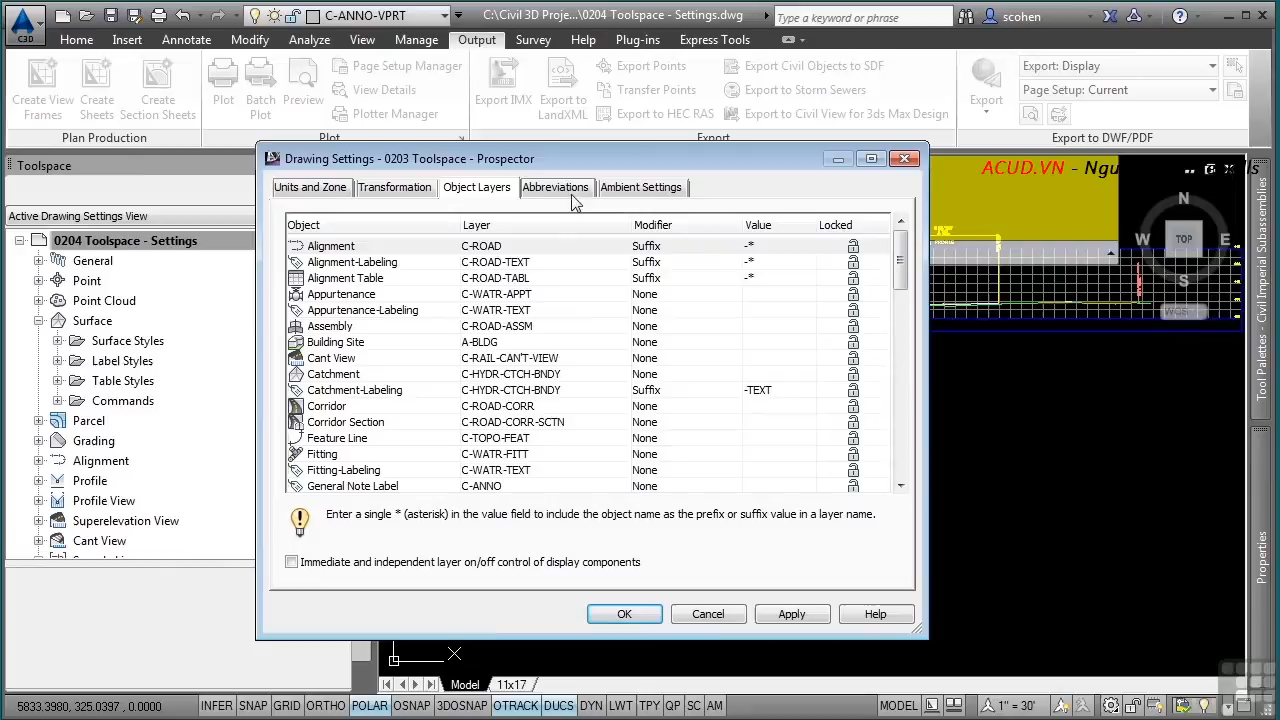 C-ANNO-VPRT
C:\Civil 3D Proje...\0204 Toolspace - Settings.dwg
Type a keyword or phrase
scohen
C3D
Home Insert Annotate Modify Analyze View Manage Output Survey Help Plug-ins Express Tools
Create View Frames
Create Sheets
Create Section Sheets
Plot
Batch Plot
Preview
Page Setup Manager
View Details
Plotter Manager
Export IMX
Export to LandXML
Export Points
Transfer Points
Export to HEC RAS
Export Civil Objects to SDF
Export to Storm Sewers
Export to Civil View for 3ds Max Design
Export
Export: Display
Page Setup: Current
Plan Production
Plot
Export
Export to DWF/PDF
Toolspace
Active Drawing Settings View
0204 Toolspace - Settings
General
Point
Point Cloud
Surface
Surface Styles
Label Styles
Table Styles
Commands
Parcel
Grading
Alignment
Profile
Profile View
Superelevation View
Cant View
Drawing Settings - 0203 Toolspace - Prospector
Units and Zone Transformation Object Layers Abbreviations Ambient Settings
Object Layer Modifier Value Locked
Alignment C-ROAD Suffix -*
Alignment-Labeling C-ROAD-TEXT Suffix -*
Alignment Table C-ROAD-TABL Suffix -*
Appurtenance C-WATR-APPT None
Appurtenance-Labeling C-WATR-TEXT None
Assembly C-ROAD-ASSM None
Building Site A-BLDG None
Cant View C-RAIL-CAN'T-VIEW None
Catchment C-HYDR-CTCH-BNDY None
Catchment-Labeling C-HYDR-CTCH-BNDY Suffix -TEXT
Corridor C-ROAD-CORR None
Corridor Section C-ROAD-CORR-SCTN None
Feature Line C-TOPO-FEAT None
Fitting C-WATR-FITT None
Fitting-Labeling C-WATR-TEXT None
General Note Label C-ANNO None
Enter a single * (asterisk) in the value field to include the object name as the prefix or suffix value in a layer name.
Immediate and independent layer on/off control of display components
OK Cancel Apply Help
ACUD.VN - Ngu
N
W TOP E
S
WCS
Tool Palettes - Civil Imperial Subassemblies
Properties
X
Model 11x17
5833.3980, 325.0397, 0.0000 INFER SNAP GRID ORTHO POLAR OSNAP 3DOSNAP OTRACK DUCS DYN LWT TPY QP SC AM MODEL 1" = 30'